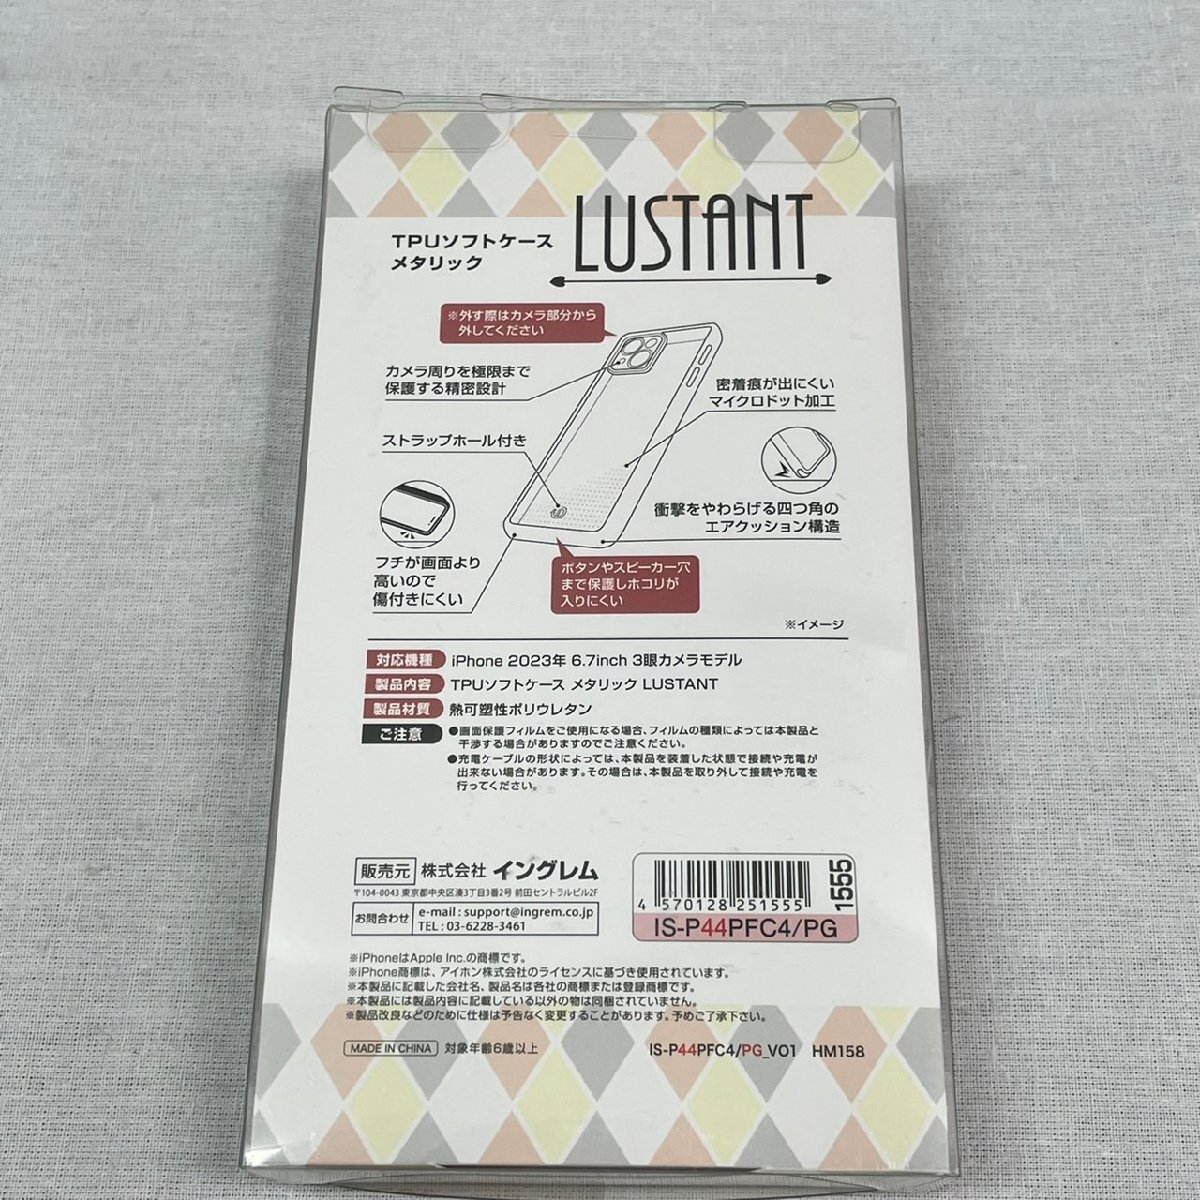 LUSTANT
TPUソフトケース
メタリック
※外す際はカメラ部分から
外してください
カメラ周りを極限まで
保護する精密設計
密着痕が出にくい
マイクロドット加工
ストラップホール付き
衝撃をやわらげる四つ角の
エアクッション構造
フチが画面より
高いので
傷付きにくい
ボタンやスピーカー穴
まで保護しホコリが
入りにくい
※イメージ
対応機種 iPhone 2023年 6.7inch 3眼カメラモデル
製品内容 TPUソフトケース メタリック LUSTANT
製品材質 熱可塑性ポリウレタン
ご注意 ●画面保護フィルムをご使用になる場合、フィルムの種類によっては本製品と
干渉する場合がありますのでご注意ください。
●充電ケーブルの形状によっては、本製品を装着した状態で接続や充電が
出来ない場合があります。その場合は、本製品を取り外して接続や充電を
行ってください。
販売元 株式会社 イングレム
〒104-0043 東京都中央区湊3丁目3番2号 前田セントラルビル2F
お問合わせ e-mail : support@ingrem.co.jp
TEL : 03-6228-3461
4 570128 251555
1555
IS-P44PFC4/PG
※iPhoneはApple Inc.の商標です。
※iPhone商標は、アイホン株式会社のライセンスに基づき使用されています。
※本製品に記載した会社名、製品名は各社の商標または登録商標です。
※本製品には製品内容に記載している以外の物は同梱されていません。
※製品改良などのために仕様は予告なく変更することがあります。予めご了承下さい。
MADE IN CHINA 対象年齢6歳以上
IS-P44PFC4/PG_V01 HM158